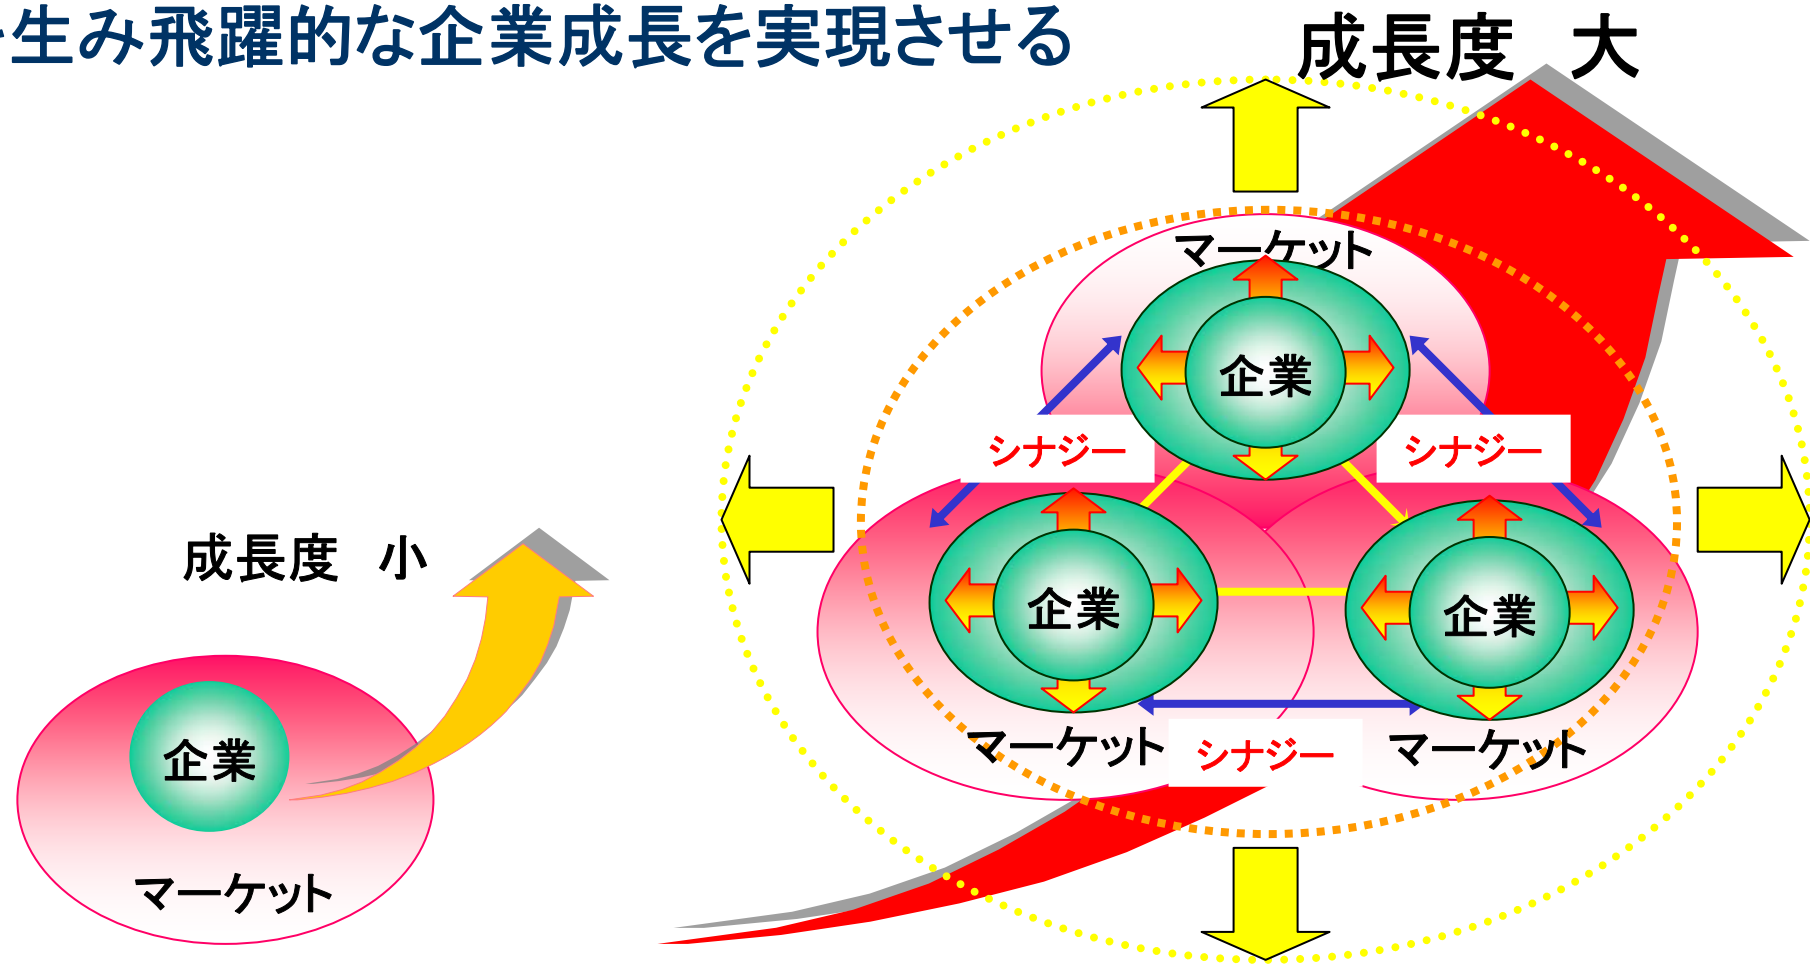 生み飛躍的な企業成長を実現させる
成長度　大
マーケット
企業
シナジー
シナジー
企業
企業
マーケット
シナジー
マーケット
成長度　小
企業
マーケット